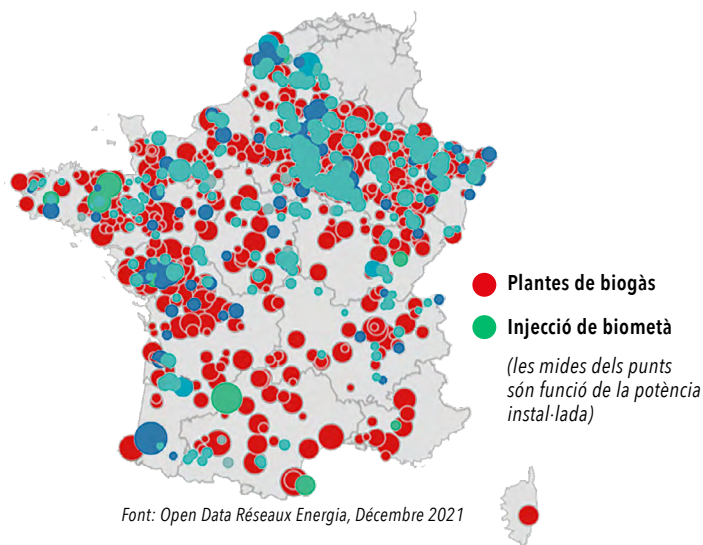 Plantes de biogàs
Injecció de biometà
(les mides dels punts
són funció de la potència
instal·lada)
Font: Open Data Réseaux Energia, Décembre 2021